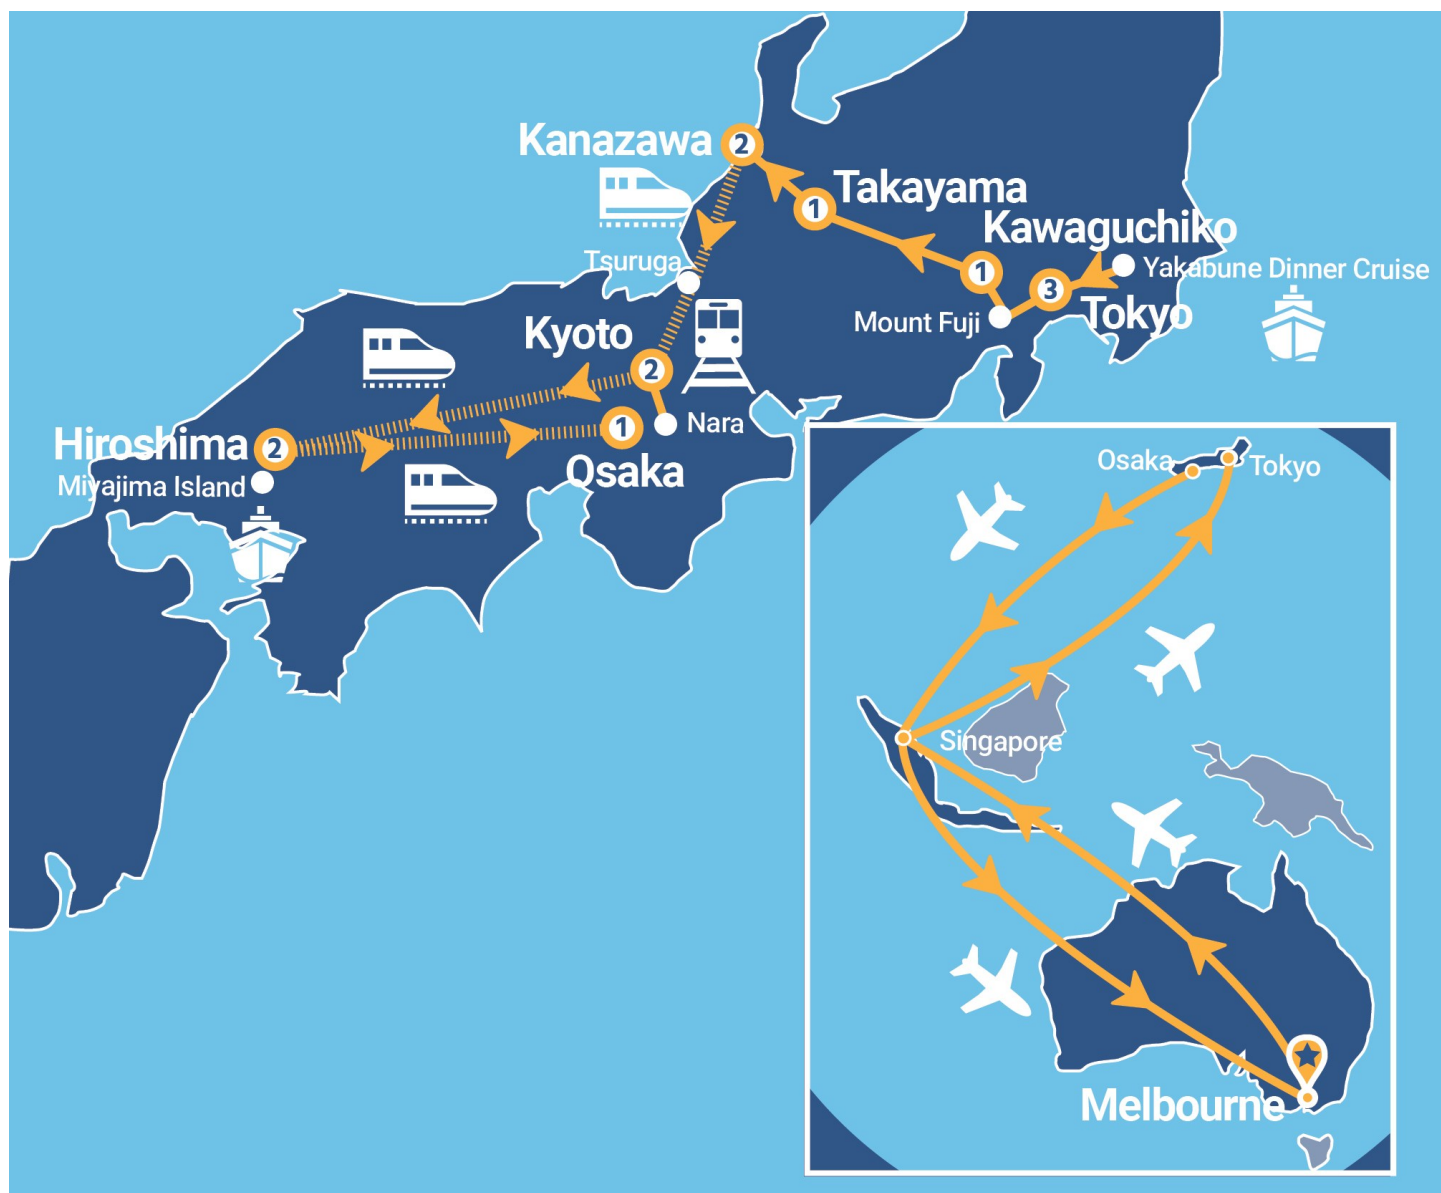 Kanazawa
2
Takayama
1
Kawaguchiko
1
3
Yakabune Dinner Cruise
Tokyo
Mount Fuji
Tsuruga
Kyoto
2
Nara
Hiroshima
2
1
Osaka
Miyajima Island
Osaka
Tokyo
Singapore
Melbourne